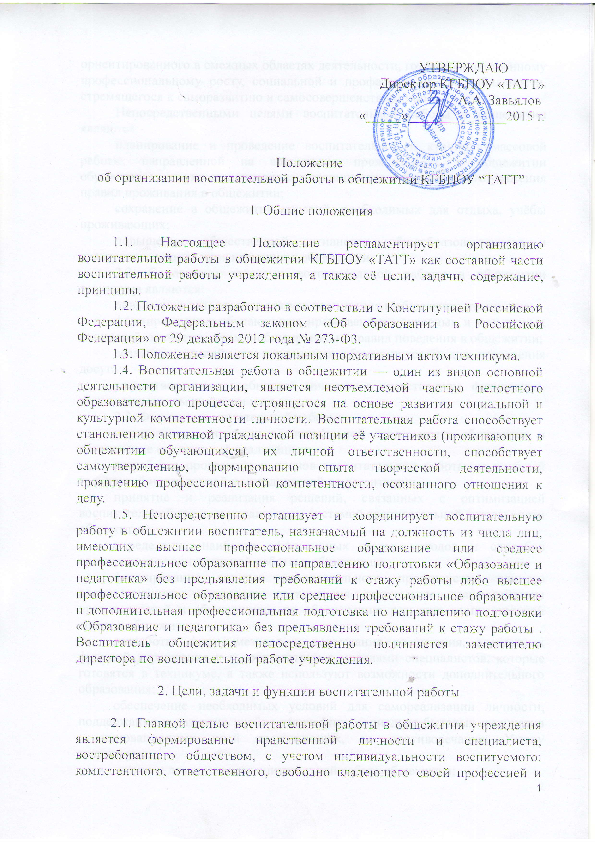 УТВЕРЖДАЮ
Директор КГБПОУ «ТАТТ»
Завьялов
« » 2015 г.
Положение
об организации воспитательной работы в общежитии КГБПОУ “ТАТТ”
1. Общие положения
1.1. Настоящее Положение регламентирует организацию
воспитательной работы в общежитии КГБПОУ «ТАТТ» как составной части
воспитательной работы учреждения, а также её цели, задачи, содержание,
принципы.
1.2. Положение разработано в соответствии с Конституцией Российской
Федерации, Федеральным законом «Об образовании в Российской
Федерации» от 29 декабря 2012 года № 273-ФЗ.
1.3. Положение является локальным нормативным актом техникума.
1.4. Воспитательная работа в общежитии — один из видов основной
деятельности организации, является неотъемлемой частью целостного
образовательного процесса, строящегося на основе развития социальной и
культурной компетентности личности. Воспитательная работа способствует
становлению активной гражданской позиции её участников (проживающих в
общежитии обучающихся), их личной ответственности, способствует
самоутверждению, формированию опыта творческой деятельности,
проявлению профессиональной компетентности, осознанного отношения к
делу.
1.5. Непосредственно организует и координирует воспитательную
работу в общежитии воспитатель, назначаемый на должность из числа лиц,
имеющих высшее профессиональное образование или среднее
профессиональное образование по направлению подготовки «Образование и
педагогика» без предъявления требований к стажу работы либо высшее
профессиональное образование или среднее профессиональное образование
и дополнительная профессиональная подготовка по направлению подготовки
«Образование и педагогика» без предъявления требований к стажу работы .
Воспитатель общежития непосредственно подчиняется заместителю
директора по воспитательной работе учреждения.
2. Цели, задачи и функции воспитательной работы
2.1. Главной целью воспитательной работы в общежитии учреждения
является формирование нравственной личности и специалиста,
востребованного обществом, с учетом индивидуальности воспитуемого:
компетентного, ответственного, свободно владеющего своей профессией и
1